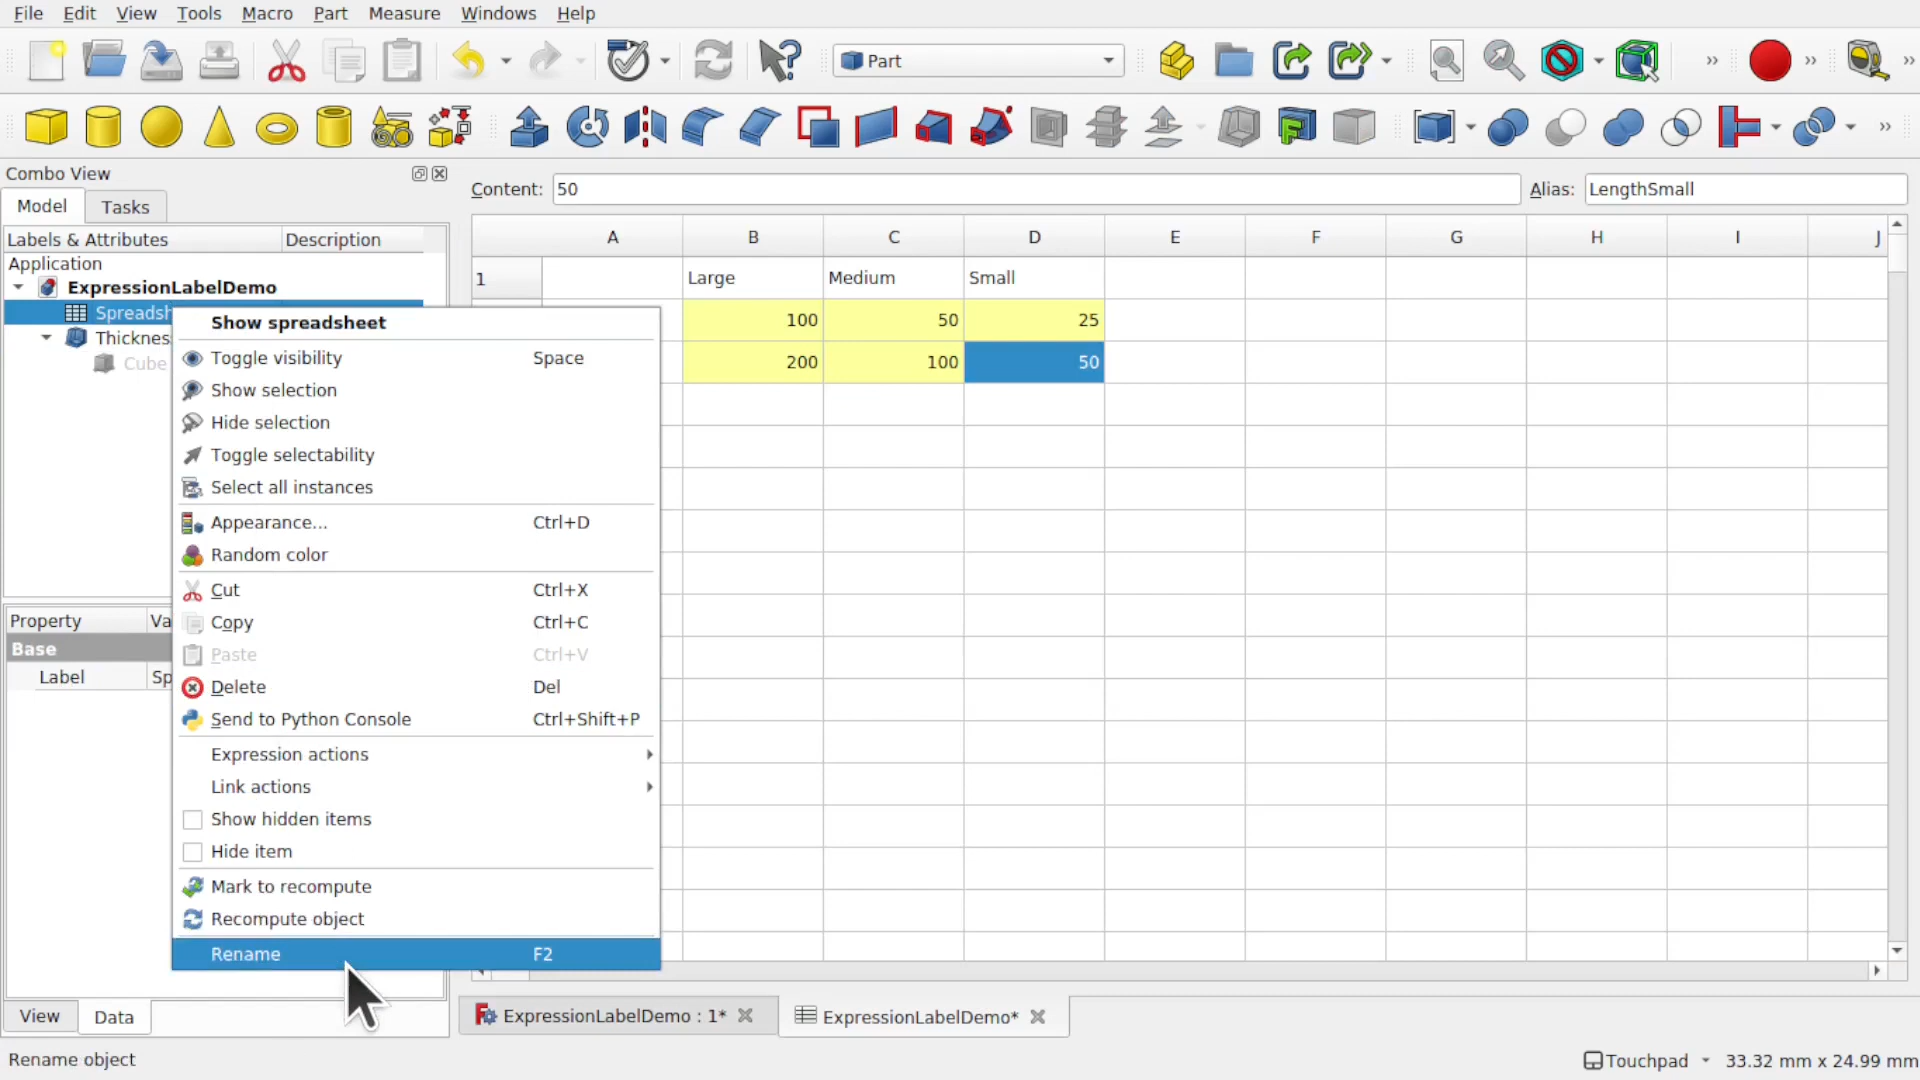 File Edit View Tools Macro Part Measure Windows Help
Part
Combo View
Model Tasks
Labels & Attributes Description
Application
ExpressionLabelDemo
Spreadsh
Thicknes
Cube
Property Va
Base
Label Sp
View Data
Show spreadsheet
Toggle visibility Space
Show selection
Hide selection
Toggle selectability
Select all instances
Appearance... Ctrl+D
Random color
Cut Ctrl+X
Copy Ctrl+C
Paste Ctrl+V
Delete Del
Send to Python Console Ctrl+Shift+P
Expression actions
Link actions
Show hidden items
Hide item
Mark to recompute
Recompute object
Rename F2
Content: 50 Alias: LengthSmall
A B C D E F G H I J
1 Large Medium Small
100 50 25
200 100 50
ExpressionLabelDemo : 1* ExpressionLabelDemo*
Rename object Touchpad 33.32 mm x 24.99 mm